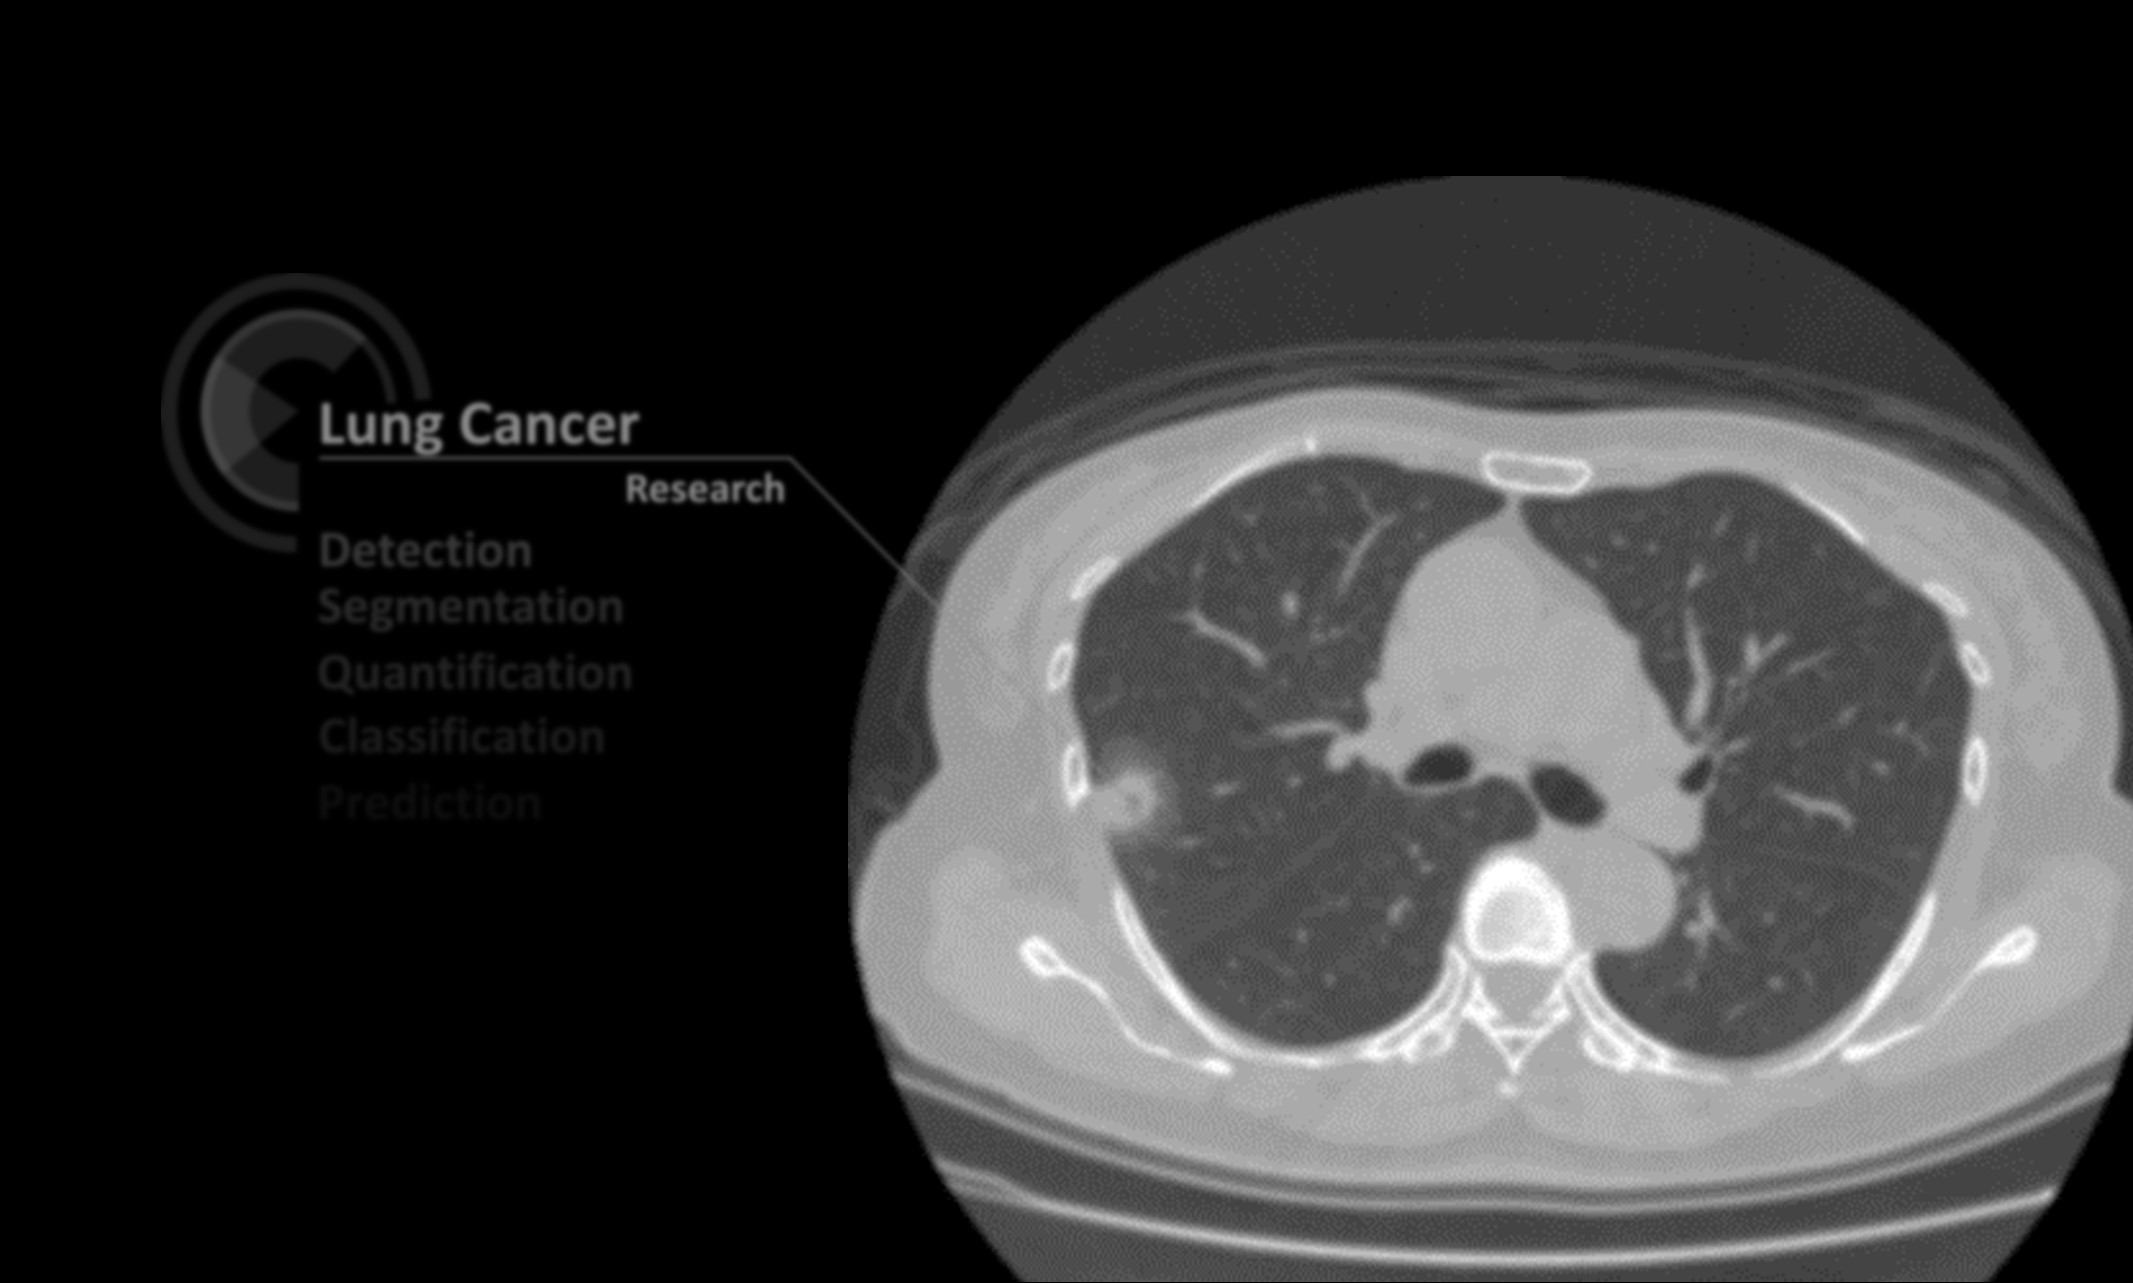 Lung Cancer
Research
Detection
Segmentation
Quantification
Classification
Prediction